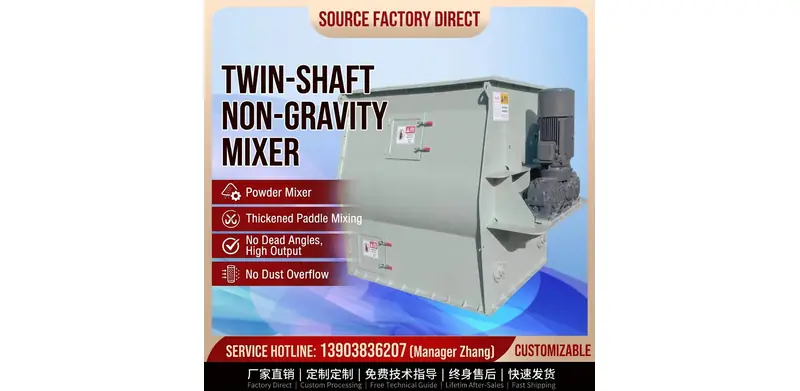 SOURCE FACTORY DIRECT
TWIN-SHAFT
NON-GRAVITY
MIXER
Powder Mixer
Thickened Paddle Mixing
No Dead Angles,
High Output
No Dust Overflow
SERVICE HOTLINE: 13903836207 (Manager Zhang)
CUSTOMIZABLE
厂家直销 | 定制定制 | 免费技术指导 | 终身售后 | 快速发货
Factory Direct | Custom Processing | Free Technical Guide | Lifetim After-Sales | Fast Shipping